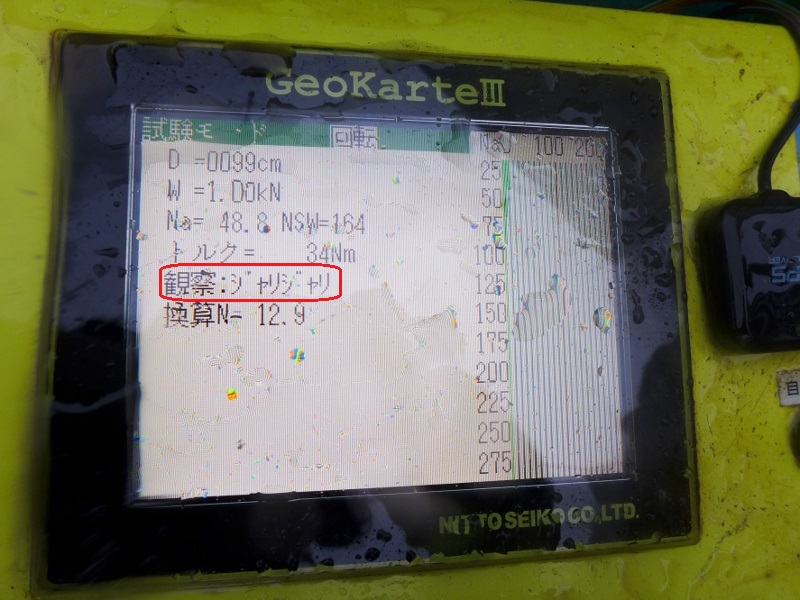 GeoKarteⅢ
試験モード 回転
D =0099cm
W =1.00kN
Na= 48.8 NSW=164
トルク= 34Nm
観察:ｼﾞｬﾘｼﾞｬﾘ
換算N= 12.9
100 200
25
50
75
100
125
150
175
200
225
250
275
NITTO SEIKO CO.,LTD.
自